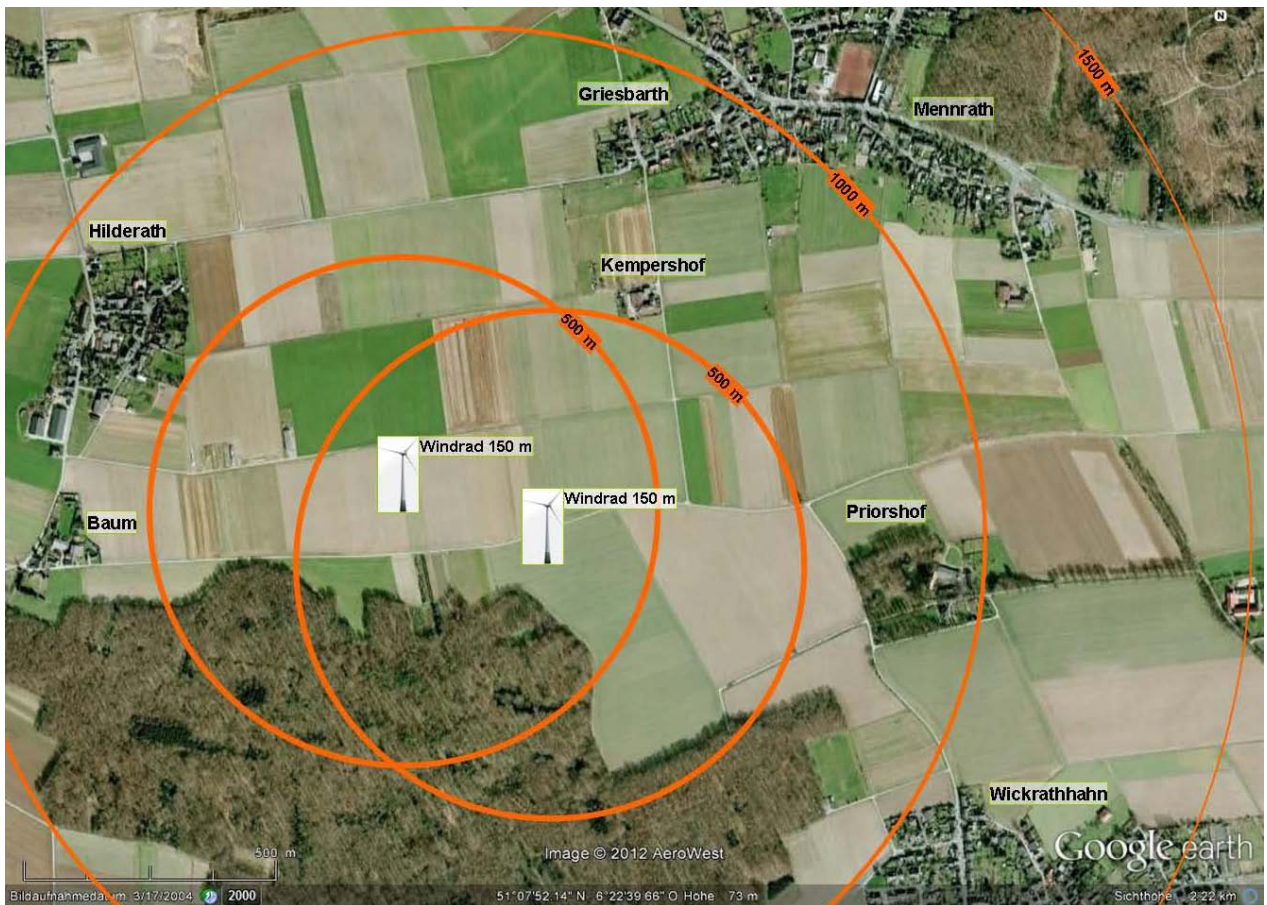 N
1500 m
Griesbarth
Mennrath
1000 m
Hilderath
Kempershof
500 m
500 m
Windrad 150 m
Windrad 150 m
Baum
Priorshof
Wickrathhahn
500 m
Image © 2012 AeroWest
Google earth
Bildaufnahmedatum 3/17/2004 2000 51°07'52.14" N 6°22'39.66" O Höhe 73 m Sichthöhe 2.22 km